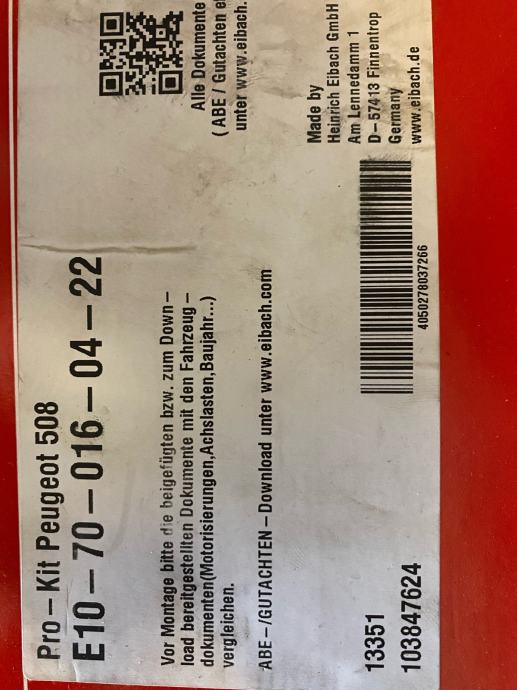 Pro-Kit Peugeot 508
E10-70-016-04-22
Vor Montage bitte die beigefügten bzw. zum Down-
load bereitgestellten Dokumente mit den Fahrzeug-
dokumenten(Motorisierungen,Achslasten,Baujahr...)
vergleichen.
ABE-/GUTACHTEN-Download unter www.eibach.com
Alle Dokumente
(ABE / Gutachten e
unter www.eibach.
Made by
Heinrich Eibach GmbH
Am Lennedamm 1
D-57413 Finnentrop
Germany
www.eibach.de
4050278037266
13351
103847624